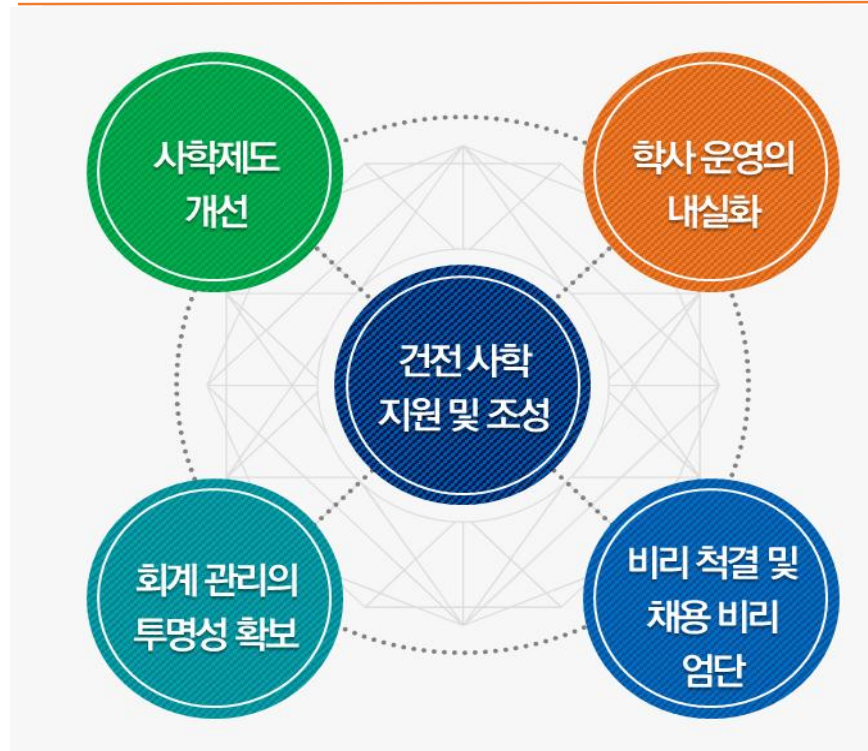 사학제도
개선
학사 운영의
내실화
건전 사학
지원 및 조성
회계 관리의
투명성 확보
비리 척결 및
채용 비리
엄단